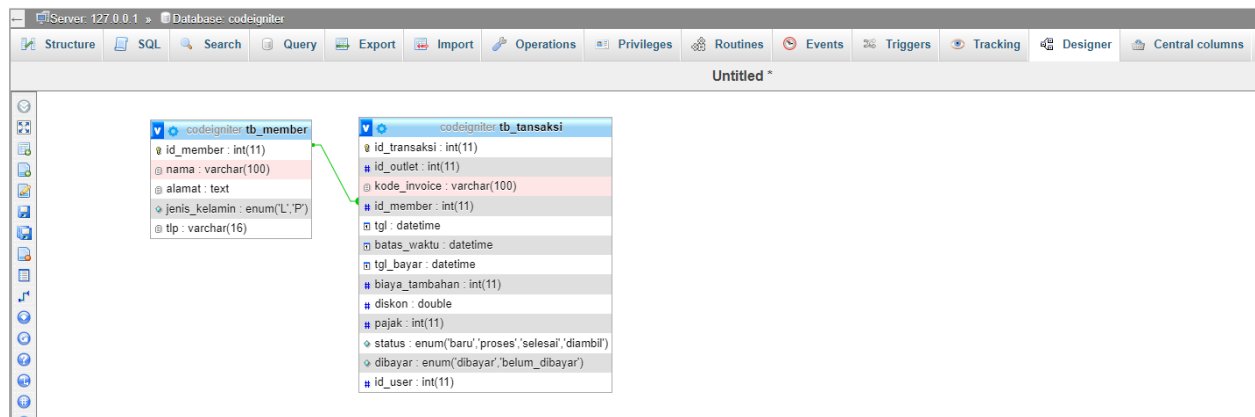 Server: 127.0.0.1 » Database: codeigniter
Structure SQL Search Query Export Import Operations Privileges Routines Events Triggers Tracking Designer Central columns
Untitled *
codeigniter tb_member
id_member : int(11)
nama : varchar(100)
alamat : text
jenis_kelamin : enum('L','P')
tlp : varchar(16)
codeigniter tb_tansaksi
id_transaksi : int(11)
id_outlet : int(11)
kode_invoice : varchar(100)
id_member : int(11)
tgl : datetime
batas_waktu : datetime
tgl_bayar : datetime
biaya_tambahan : int(11)
diskon : double
pajak : int(11)
status : enum('baru','proses','selesai','diambil')
dibayar : enum('dibayar','belum_dibayar')
id_user : int(11)